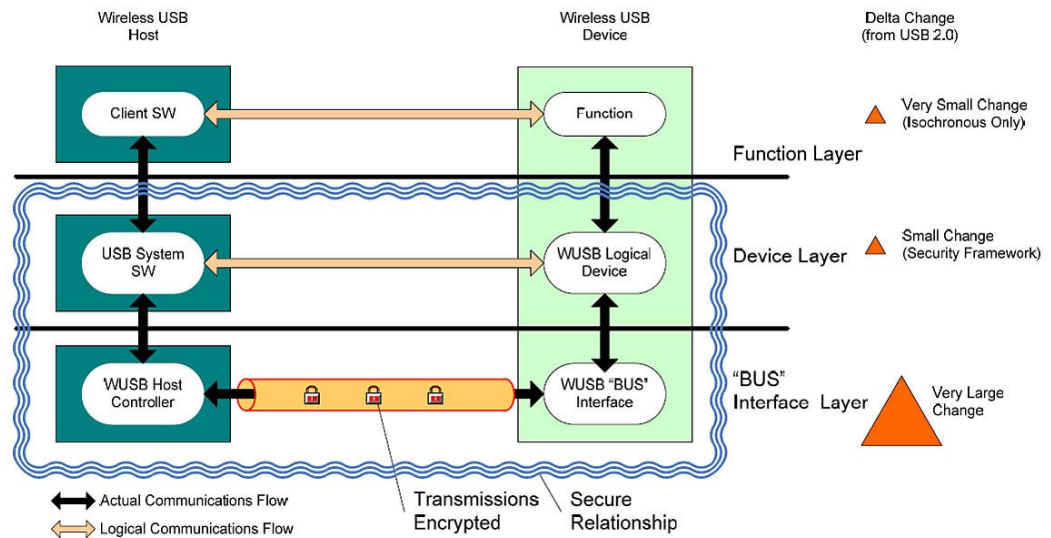 Wireless USB
Host
Wireless USB
Device
Delta Change
(from USB 2.0)
Client SW
Function
Very Small Change
(Isochronous Only)
Function Layer
USB System
SW
WUSB Logical
Device
Device Layer
Small Change
(Security Framework)
WUSB Host
Controller
WUSB “BUS”
Interface
“BUS”
Interface Layer
Very Large
Change
Actual Communications Flow
Logical Communications Flow
Transmissions
Encrypted
Secure
Relationship